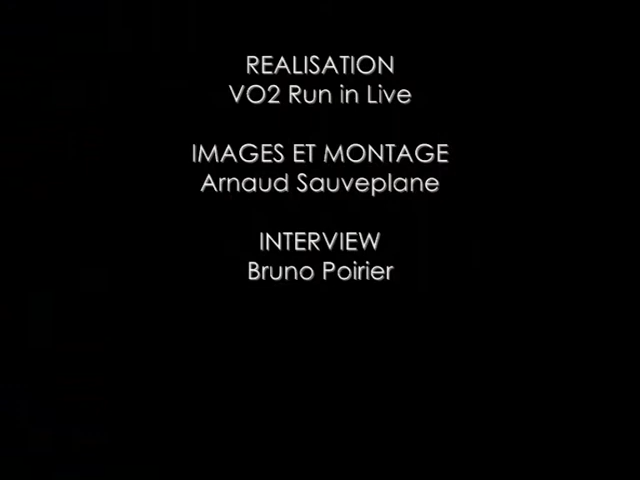 REALISATION
VO2 Run in Live
IMAGES ET MONTAGE
Arnaud Sauveplane
INTERVIEW
Bruno Poirier